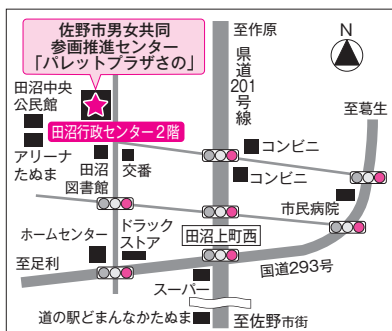 佐野市男女共同
参画推進センター
「パレットプラザさの」
至作原
N
県道201号線
田沼中央
公民館
至葛生
田沼行政センター2階
アリーナ
たぬま
田沼
図書館
交番
コンビニ
コンビニ
市民病院
ホームセンター
ドラック
ストア
田沼上町西
至足利
国道293号
スーパー
道の駅どまんなかたぬま
至佐野市街